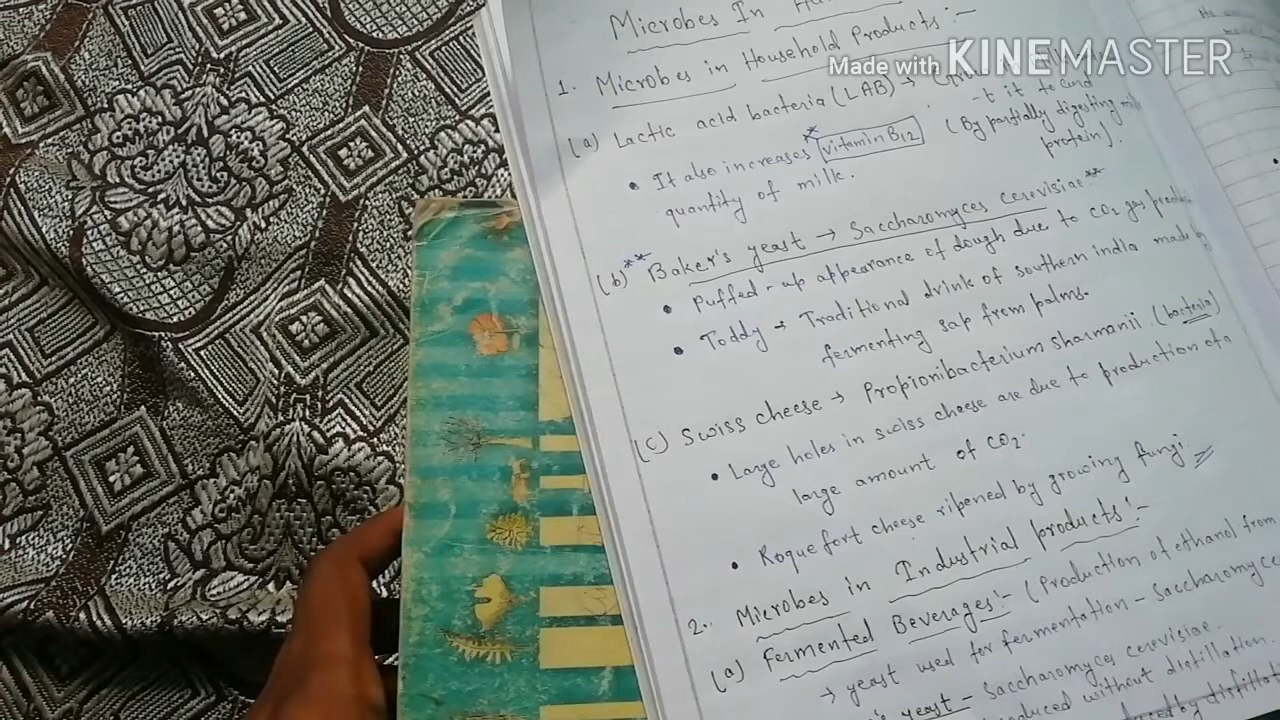 Microbes In
1. Microbes in Household Products :-
Made with KINEMASTER
(a) Lactic acid bacteria (LAB) →
-t it to curd
(By partially digesting milk
protein).
• It also increases * vitamin B12
quantity of milk.
(b) ** Baker's yeast → Saccharomyces cerevisiae **
• Puffed-up appearance of dough due to CO2 gas
• Toddy → Traditional drink of southern india made by
fermenting sap from palms.
(c) Swiss cheese → Propionibacterium sharmanii (bacteria)
• Large holes in swiss cheese are due to production of a
large amount of CO2.
• Roquefort cheese ripened by growing fungi.
2. Microbes in Industrial products :-
(a) Fermented Beverages :- (Production of ethanol from
→ yeast used for fermentation - Saccharomyces
yeast - Saccharomyces cerevisiae.
without distillation.